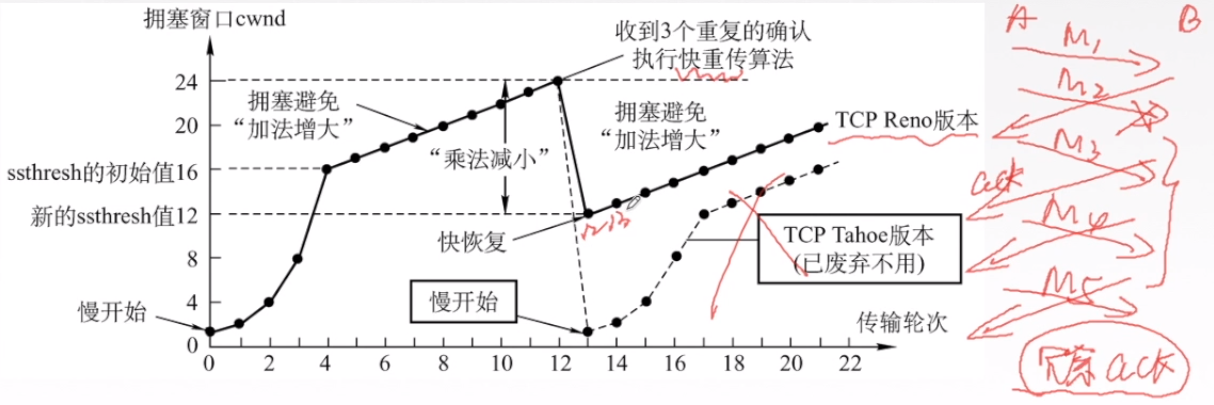 拥塞窗口cwnd
收到3个重复的确认
执行快重传算法
24
拥塞避免
“加法增大”
拥塞避免
“加法增大”
20
TCP Reno版本
“乘法减小”
ssthresh的初始值16
新的ssthresh值12
12 13
快恢复
TCP Tahoe版本
(已废弃不用)
8
4
慢开始
慢开始
传输轮次
0
0 2 4 6 8 10 12 14 16 18 20 22
A B
M1
M2
M3
ack
M4
M5
冗余ack